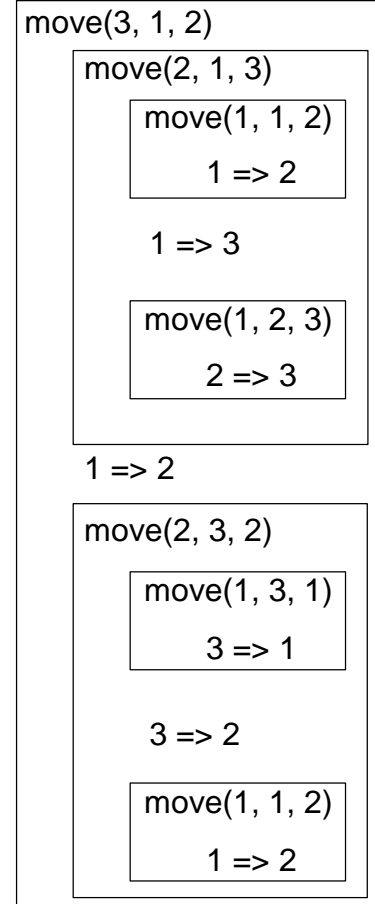 move(3, 1, 2)
move(2, 1, 3)
move(1, 1, 2)
1 => 2
1 => 3
move(1, 2, 3)
2 => 3
1 => 2
move(2, 3, 2)
move(1, 3, 1)
3 => 1
3 => 2
move(1, 1, 2)
1 => 2